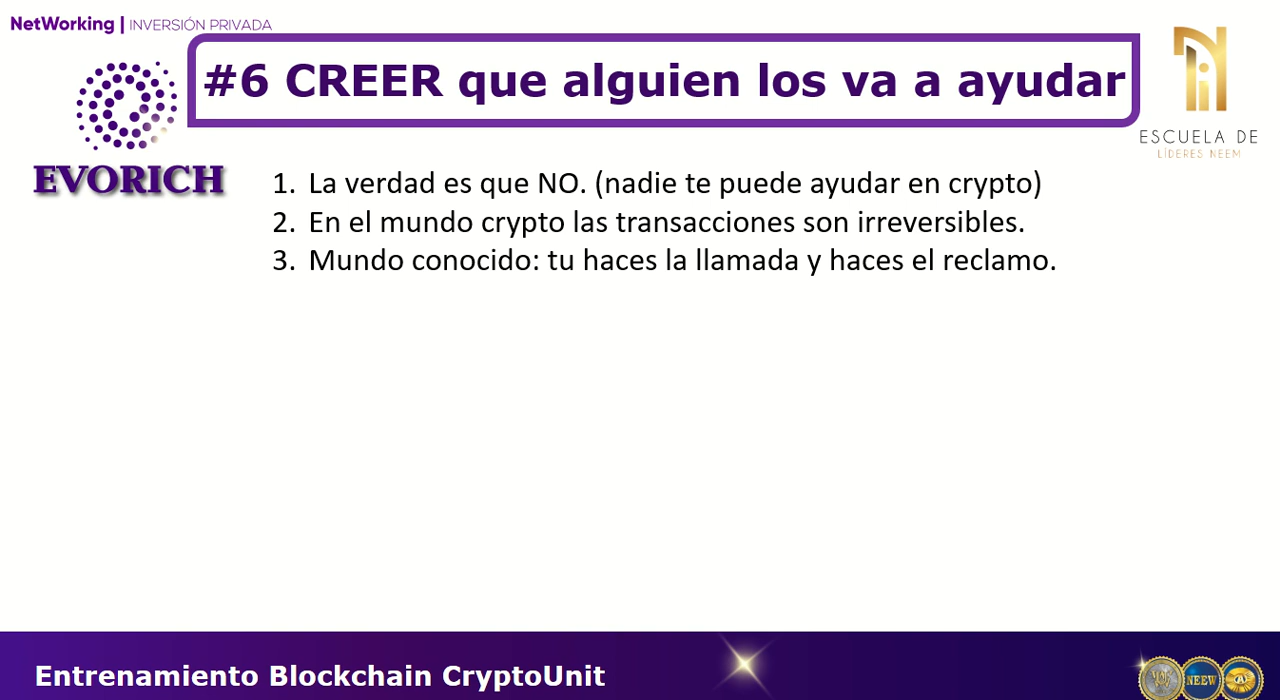 NetWorking | INVERSIÓN PRIVADA
#6 CREER que alguien los va a ayudar
ESCUELA DE
LÍDERES NEEM
EVORICH
1. La verdad es que NO. (nadie te puede ayudar en crypto)
2. En el mundo crypto las transacciones son irreversibles.
3. Mundo conocido: tu haces la llamada y haces el reclamo.
Entrenamiento Blockchain CryptoUnit
NEEW